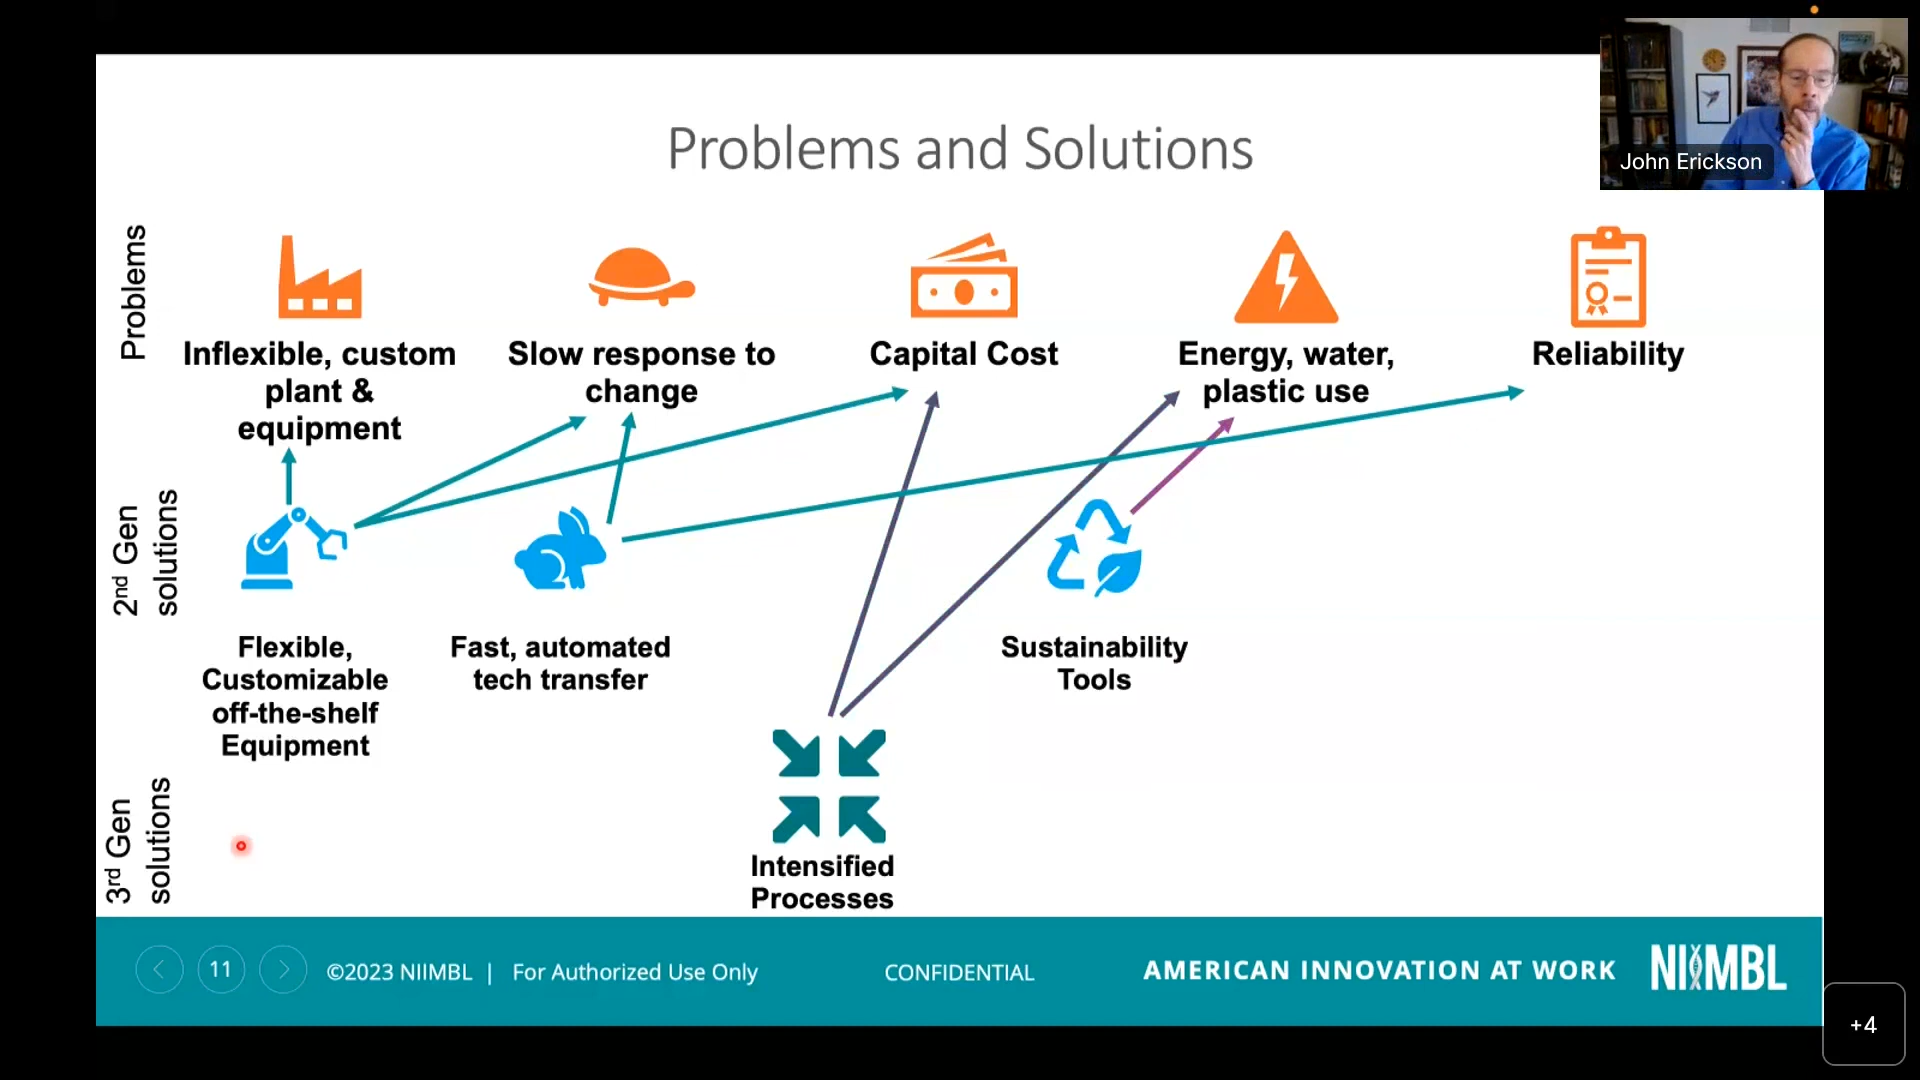 Problems and Solutions
John Erickson
Problems
Inflexible, custom
plant &
equipment
Slow response to
change
Capital Cost
Energy, water,
plastic use
Reliability
2nd Gen
solutions
Flexible,
Customizable
off-the-shelf
Equipment
Fast, automated
tech transfer
Sustainability
Tools
3rd Gen
solutions
Intensified
Processes
11
©2023 NIIMBL | For Authorized Use Only
CONFIDENTIAL
AMERICAN INNOVATION AT WORK
NIIMBL
+4